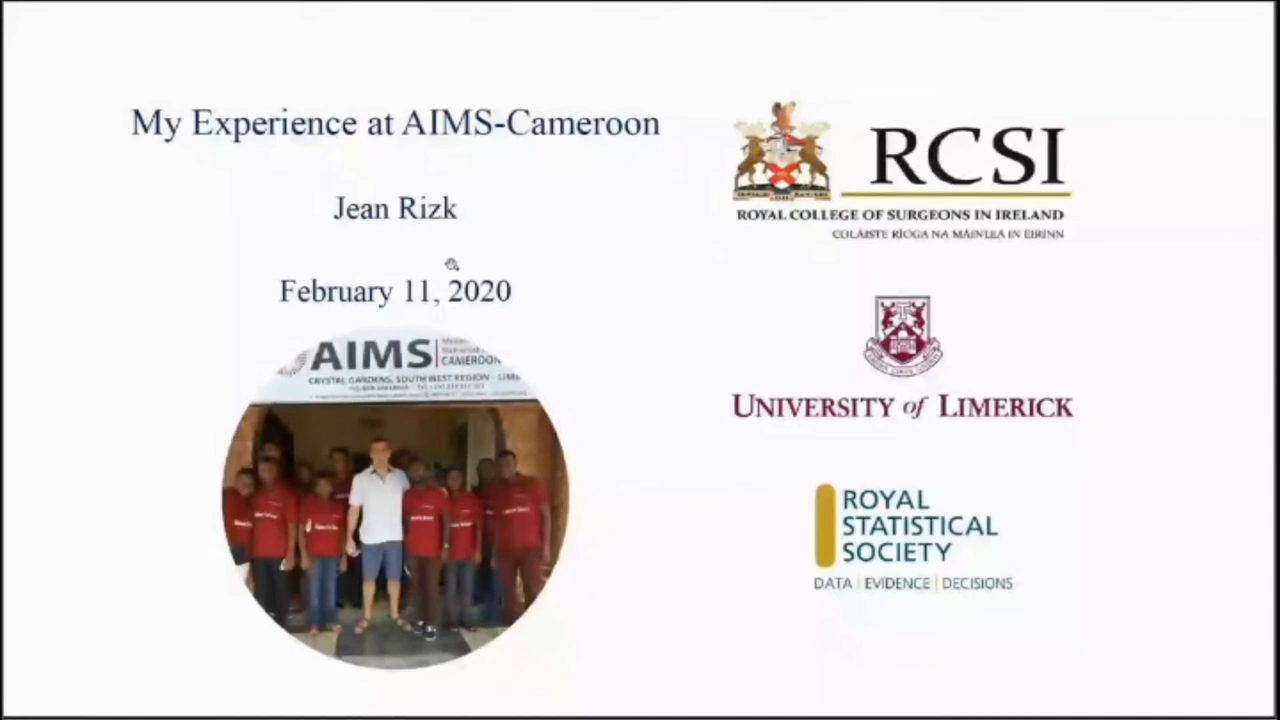 My Experience at AIMS-Cameroon
Jean Rizk
February 11, 2020
AIMS
CAMEROON
CRYSTAL GARDENS, SOUTH WEST REGION - LIMB
RCSI
ROYAL COLLEGE OF SURGEONS IN IRELAND
COLÁISTE RÍOGA NA MÁINLEÁ IN ÉIRINN
UNIVERSITY of LIMERICK
ROYAL
STATISTICAL
SOCIETY
DATA | EVIDENCE | DECISIONS